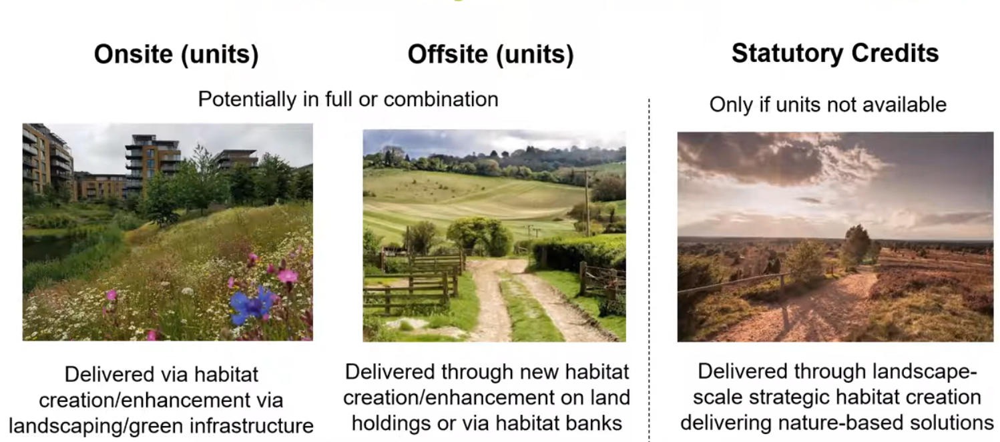 Onsite (units)
Offsite (units)
Statutory Credits
Potentially in full or combination
Only if units not available
Delivered via habitat
creation/enhancement via
landscaping/green infrastructure
Delivered through new habitat
creation/enhancement on land
holdings or via habitat banks
Delivered through landscape-
scale strategic habitat creation
delivering nature-based solutions